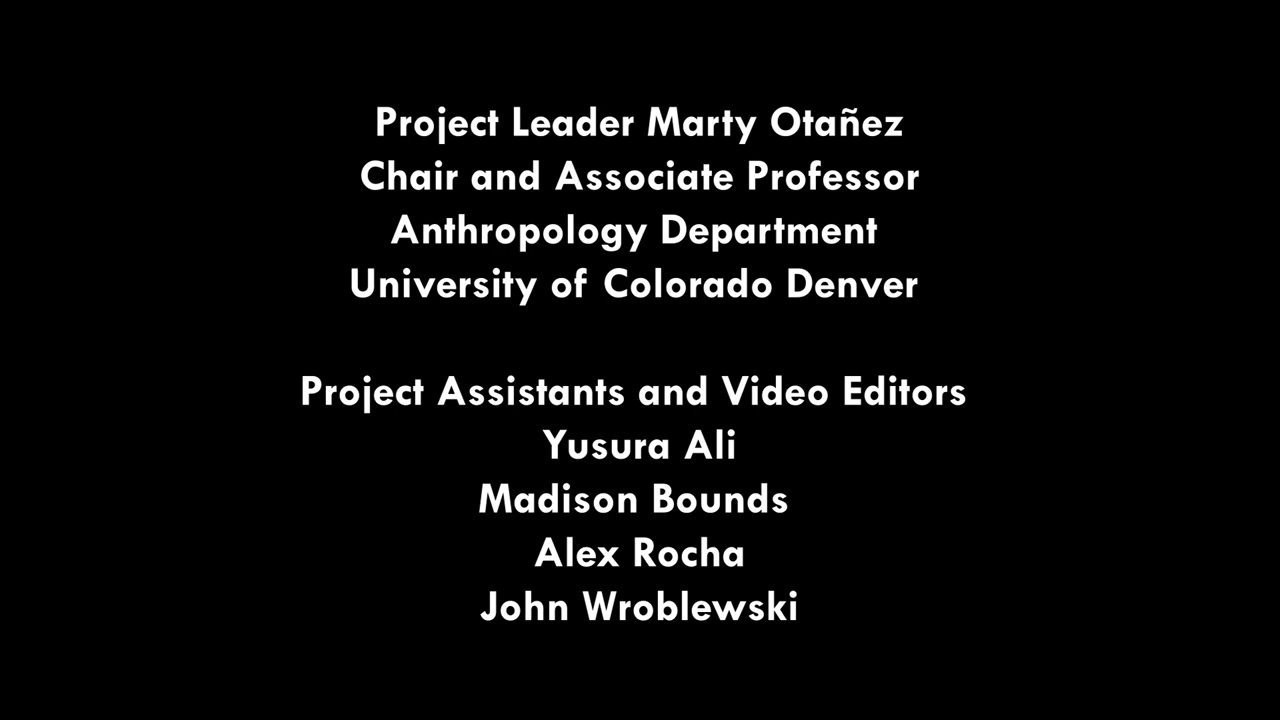 Project Leader Marty Otañez
Chair and Associate Professor
Anthropology Department
University of Colorado Denver
Project Assistants and Video Editors
Yusura Ali
Madison Bounds
Alex Rocha
John Wroblewski